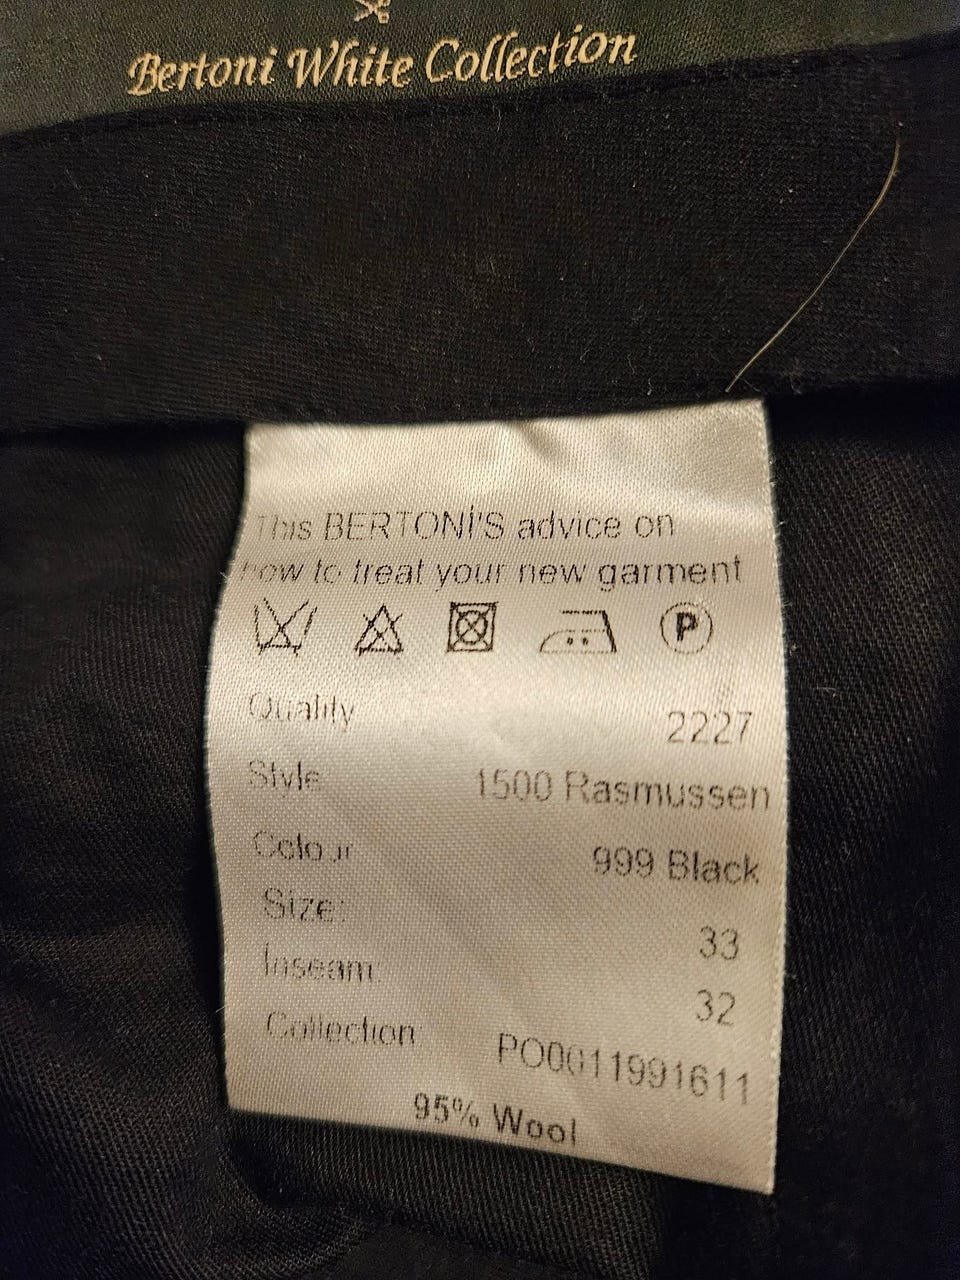 Bertoni White Collection
This BERTONİ'S advice on
how to treat your new garment
P
Quality 2227
Style 1500 Rasmussen
Colour 999 Black
Size: 33
Inseam: 32
Collection: PO0011991611
95% Wool